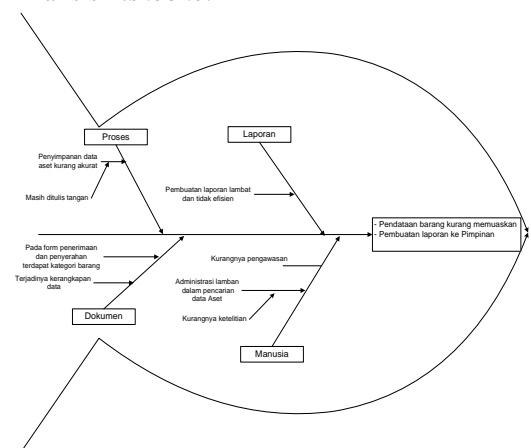 Proses
Laporan
Penyimpanan data
aset kurang akurat
Masih ditulis tangan
Pembuatan laporan lambat
dan tidak efisien
- Pendataan barang kurang memuaskan
- Pembuatan laporan ke Pimpinan
Pada form penerimaan
dan penyerahan
terdapat kategori barang
Terjadinya kerangkapan
data
Kurangnya pengawasan
Administrasi lamban
dalam pencarian
data Aset
Kurangnya ketelitian
Dokumen
Manusia